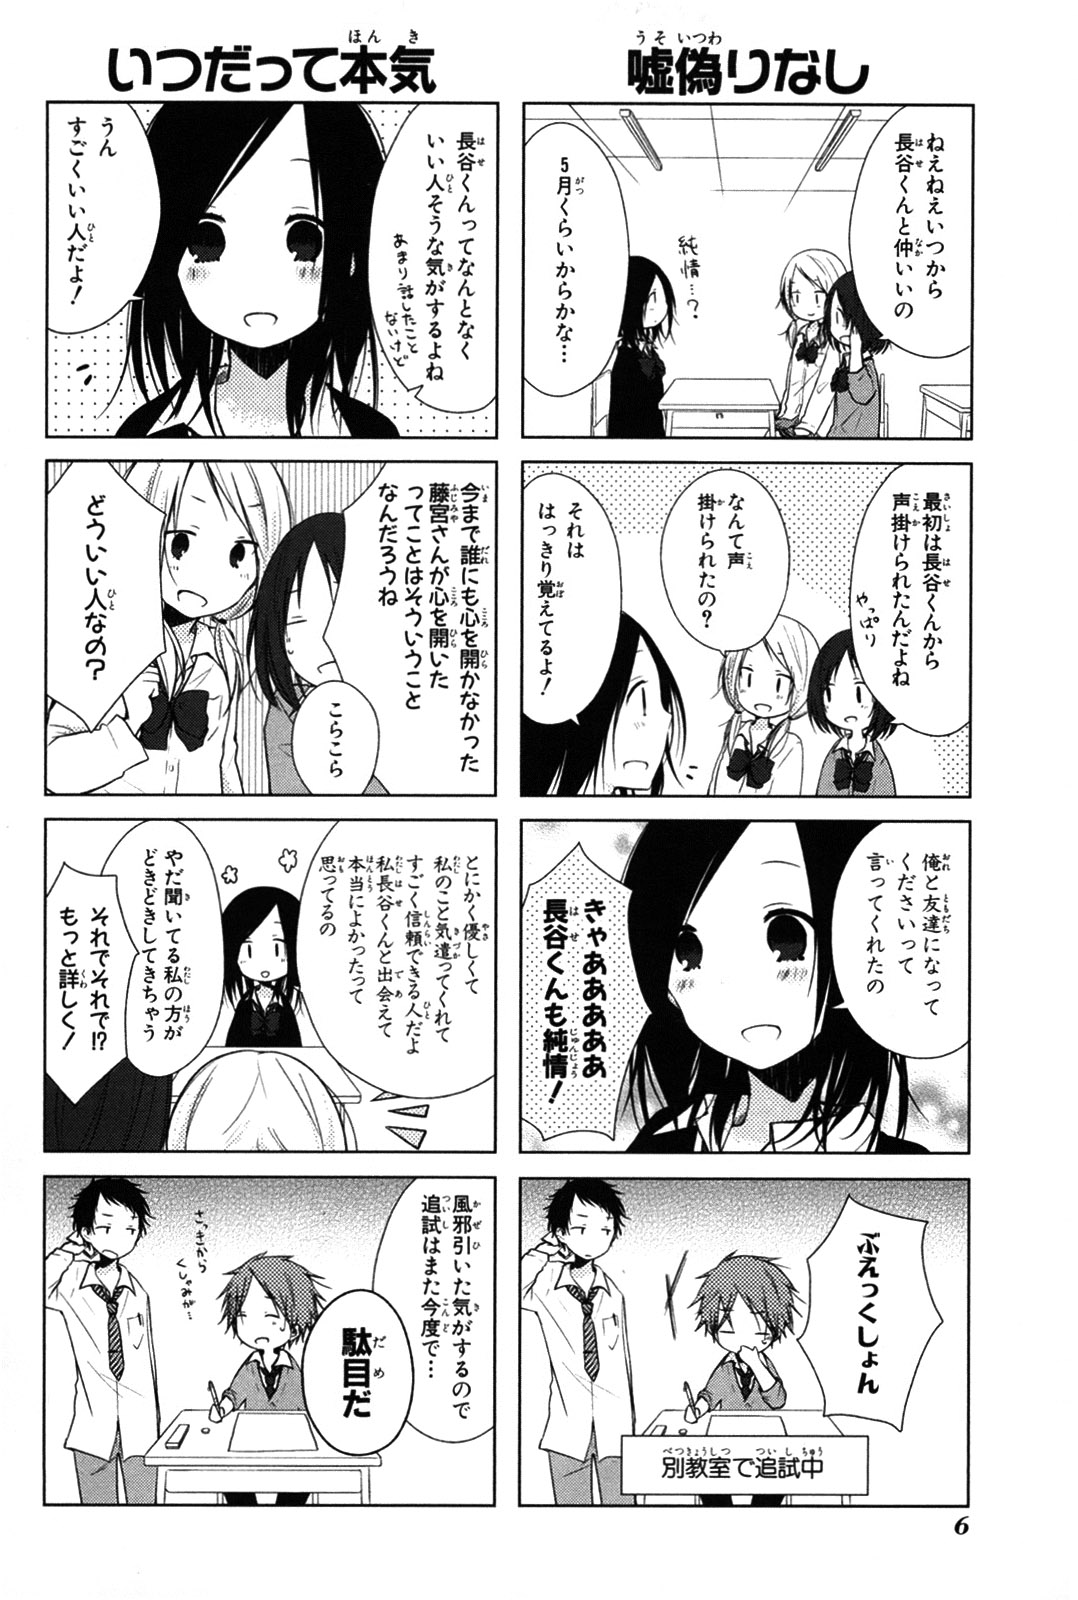 嘘偽りなし
ねえねえいつから
長谷くんと仲いいの
5月くらいからかな…
純情…？
最初は長谷くんから
声掛けられたんだよね
やっぱり
なんて声
掛けられたの？
それは
はっきり覚えてるよ！
俺と友達になって
くださいって
言ってくれたの
きゃあああああ
長谷くんも純情！
ぶえっくしょん
別教室で追試中
いつだって本気
長谷くんってなんとなく
いい人そうな気がするよね
あまり話したこと
ないけど
うん
すごくいい人だよ！
今まで誰にも心を開かなかった
藤宮さんが心を開いた
ってことはそういうこと
なんだろうね
こらこら
どういい人なの？
とにかく優しくて
私のこと気遣ってくれて
すごく信頼できる人だよ
私長谷くんと出会えて
本当によかったって
思ってるの
やだ聞いてる私の方が
どきどきしてきちゃう
それでそれで!?
もっと詳しく！
風邪引いた気がするので
追試はまた今度で…
駄目だ
さっきから
くしゃみが…
6